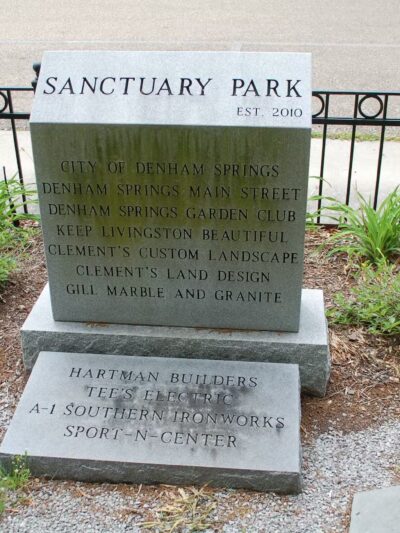 SANCTUARY PARK
EST. 2010
CITY OF DENHAM SPRINGS
DENHAM SPRINGS MAIN STREET
DENHAM SPRINGS GARDEN CLUB
KEEP LIVINGSTON BEAUTIFUL
CLEMENT'S CUSTOM LANDSCAPE
CLEMENT'S LAND DESIGN
GILL MARBLE AND GRANITE
HARTMAN BUILDERS
TEE'S ELECTRIC
A-1 SOUTHERN IRONWORKS
SPORT-N-CENTER